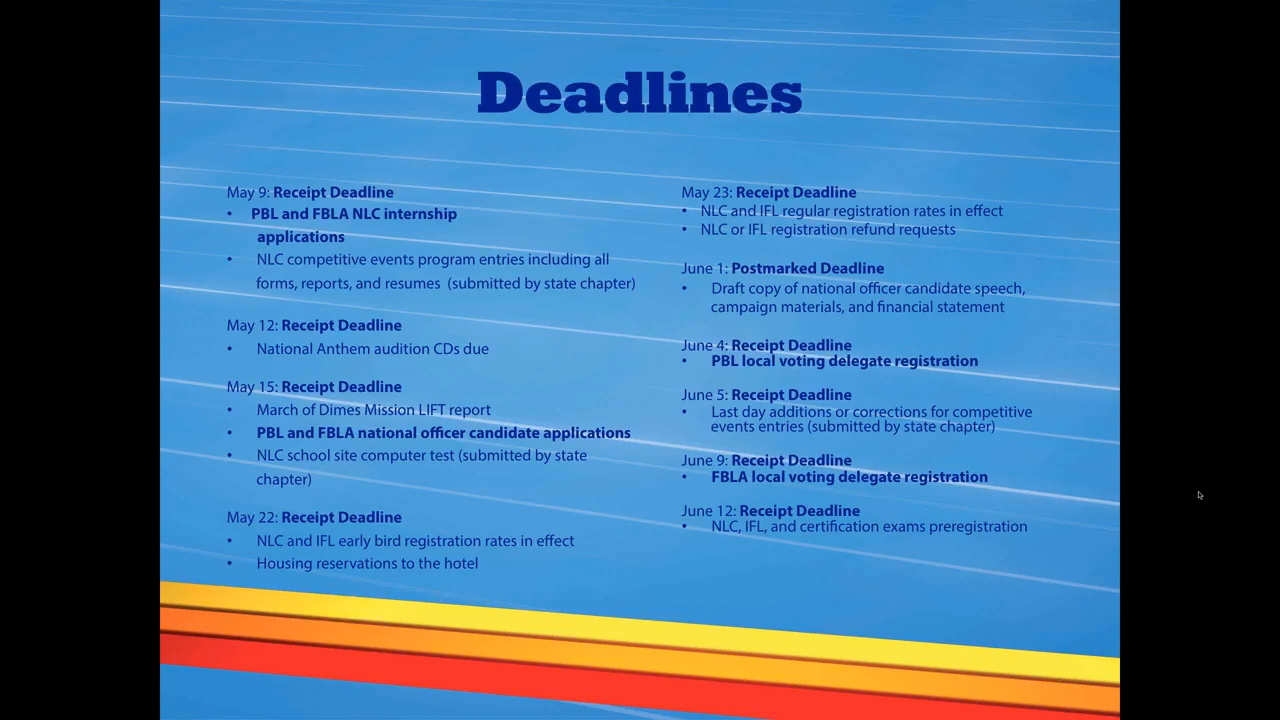 Deadlines
May 9: Receipt Deadline
• PBL and FBLA NLC internship
applications
• NLC competitive events program entries including all
forms, reports, and resumes (submitted by state chapter)
May 12: Receipt Deadline
• National Anthem audition CDs due
May 15: Receipt Deadline
• March of Dimes Mission LIFT report
• PBL and FBLA national officer candidate applications
• NLC school site computer test (submitted by state
chapter)
May 22: Receipt Deadline
• NLC and IFL early bird registration rates in effect
• Housing reservations to the hotel
May 23: Receipt Deadline
• NLC and IFL regular registration rates in effect
• NLC or IFL registration refund requests
June 1: Postmarked Deadline
• Draft copy of national officer candidate speech,
campaign materials, and financial statement
June 4: Receipt Deadline
• PBL local voting delegate registration
June 5: Receipt Deadline
• Last day additions or corrections for competitive
events entries (submitted by state chapter)
June 9: Receipt Deadline
• FBLA local voting delegate registration
June 12: Receipt Deadline
• NLC, IFL, and certification exams preregistration